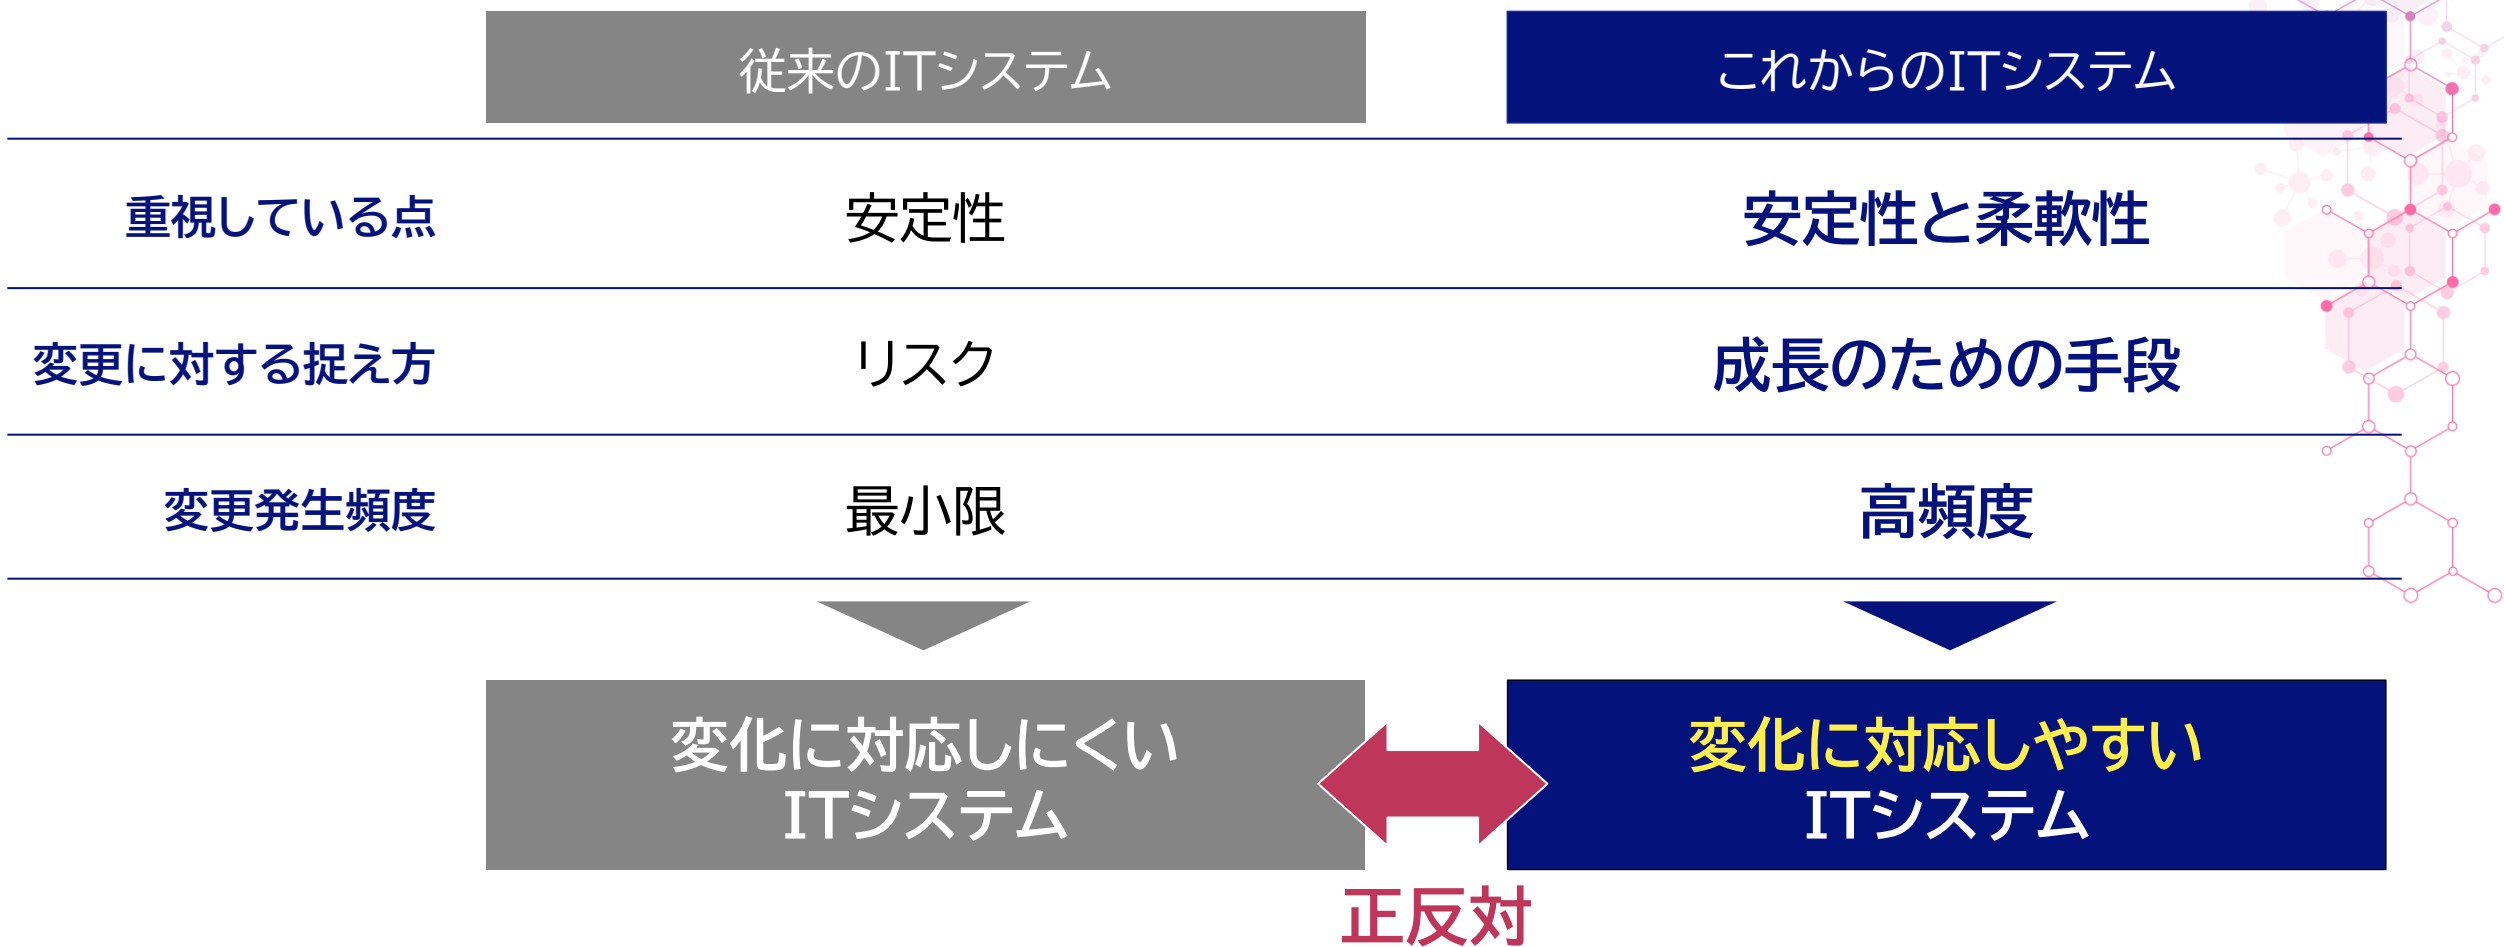 従来のITシステム
これからのITシステム
重視している点
安定性
安定性と柔軟性
変更に対する捉え方
リスク
成長のための手段
変更発生頻度
最小限
高頻度
変化に対応しにくい
ITシステム
変化に対応しやすい
ITシステム
正反対